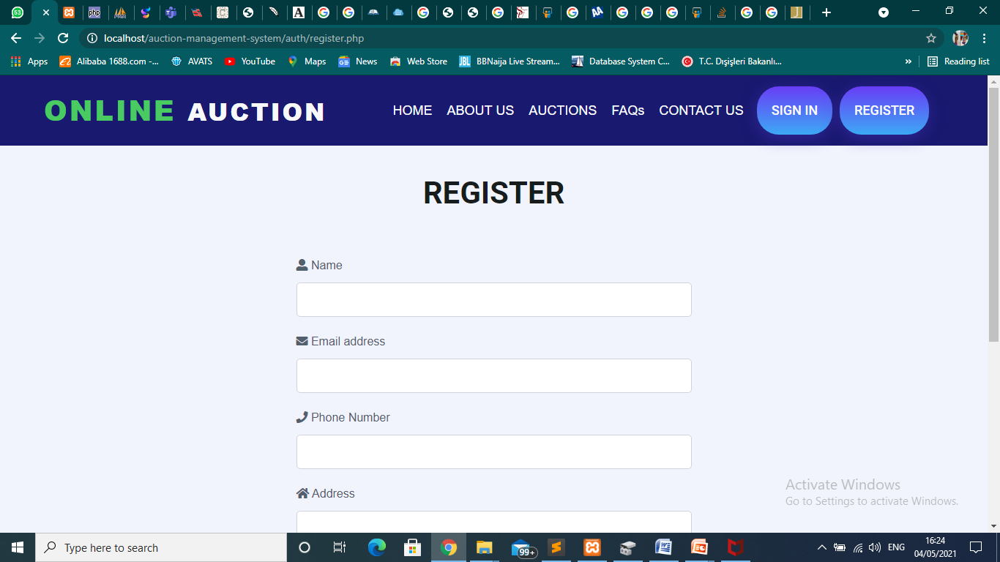 53
php
A
localhost/auction-management-system/auth/register.php
Apps
Alibaba 1688.com -...
AVATS
YouTube
Maps
News
Web Store
JBL
BBNaija Live Stream...
Database System C...
T.C. Dışişleri Bakanlı...
»
Reading list
ONLINE AUCTION
HOME
ABOUT US
AUCTIONS
FAQs
CONTACT US
SIGN IN
REGISTER
REGISTER
Name
Email address
Phone Number
Address
Activate Windows
Go to Settings to activate Windows.
Type here to search
99+
ENG
16:24
04/05/2021